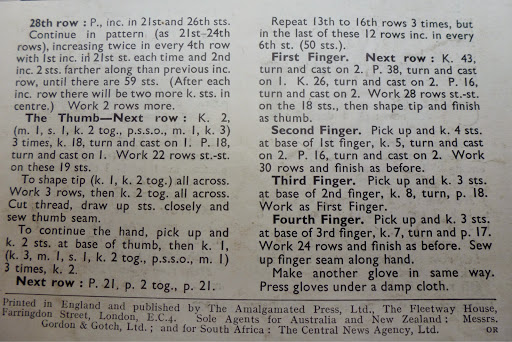 28th row : P., inc. in 21st and 26th sts.
Continue in pattern (as 21st-24th
rows), increasing twice in every 4th row
with 1st inc. in 21st st. each time and 2nd
inc. 2 sts. farther along than previous inc.
row, until there are 59 sts. (After each
inc. row there will be two more k. sts. in
centre.) Work 2 rows more.
The Thumb—Next row : K. 2,
(m. 1, s. 1, k. 2 tog., p.s.s.o., m. 1, k. 3)
3 times, k. 18, turn and cast on 1. P. 18,
turn and cast on 1. Work 22 rows st.-st.
on these 19 sts.
To shape tip (k. 1, k. 2 tog.) all across.
Work 3 rows, then k. 2 tog. all across.
Cut thread, draw up sts. closely and
sew thumb seam.
To continue the hand, pick up and
k. 2 sts. at base of thumb, then k. 1,
(k. 3, m. 1, s. 1, k. 2 tog., p.s.s.o., m. 1)
3 times, k. 2.
Next row : P. 21, p. 2 tog., p. 21.
Repeat 13th to 16th rows 3 times, but
in the last of these 12 rows inc. in every
6th st. (50 sts.).
First Finger. Next row : K. 43,
turn and cast on 2. P. 38, turn and cast
on 1. K. 26, turn and cast on 2. P. 16,
turn and cast on 2. Work 28 rows st.-st.
on the 18 sts., then shape tip and finish
as thumb.
Second Finger. Pick up and k. 4 sts.
at base of 1st finger, k. 5, turn and cast
on 2. P. 16, turn and cast on 2. Work
30 rows and finish as before.
Third Finger. Pick up and k. 3 sts.
at base of 2nd finger, k. 8, turn, p. 18.
Work as First Finger.
Fourth Finger. Pick up and k. 3 sts.
at base of 3rd finger, k. 7, turn and p. 17.
Work 24 rows and finish as before. Sew
up finger seam along hand.
Make another glove in same way.
Press gloves under a damp cloth.
Printed in England and published by The Amalgamated Press, Ltd., The Fleetway House,
Farringdon Street, London, E.C.4. Sole Agents for Australia and New Zealand : Messrs.
Gordon & Gotch, Ltd. ; and for South Africa : The Central News Agency, Ltd. OR